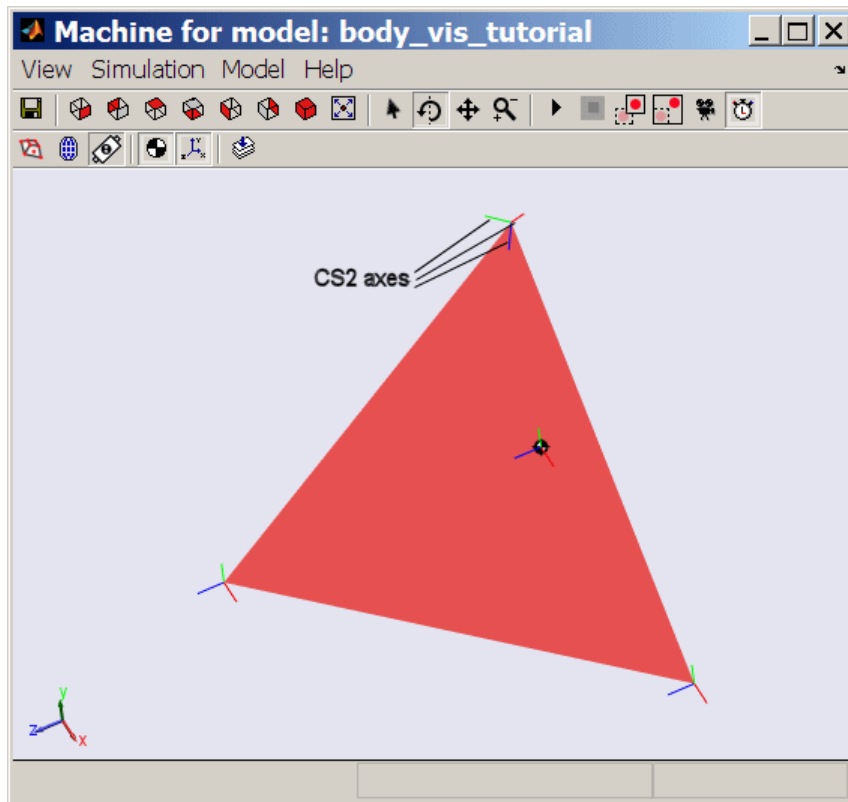 Machine for model: body_vis_tutorial
View Simulation Model Help
CS2 axes
y
z
x